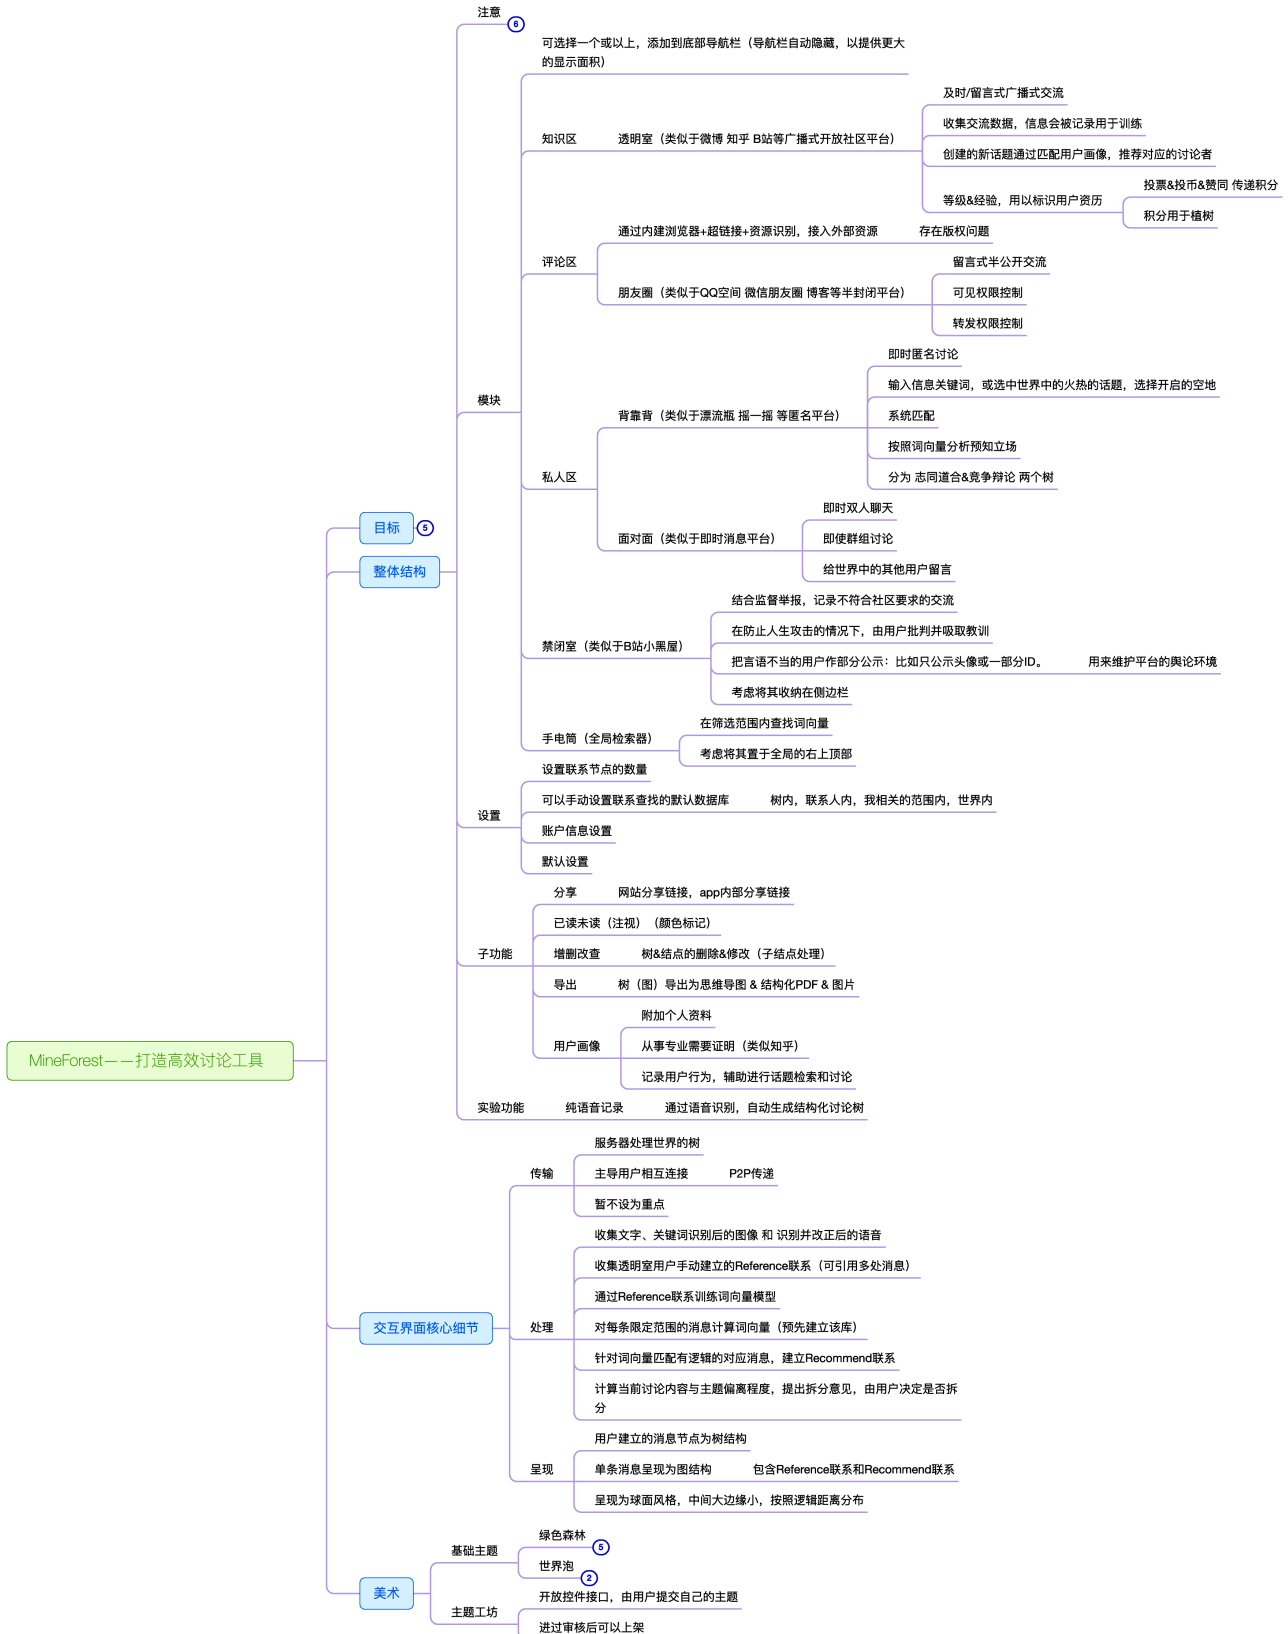 MineForest——打造高效讨论工具
目标
5
整体结构
注意
6
模块
可选择一个或以上，添加到底部导航栏（导航栏自动隐藏，以提供更大
的显示面积）
知识区
透明室（类似于微博 知乎 B站等广播式开放社区平台）
及时/留言式广播式交流
收集交流数据，信息会被记录用于训练
创建的新话题通过匹配用户画像，推荐对应的讨论者
等级&经验，用以标识用户资历
投票&投币&赞同 传递积分
积分用于植树
评论区
通过内建浏览器+超链接+资源识别，接入外部资源
存在版权问题
朋友圈（类似于QQ空间 微信朋友圈 博客等半封闭平台）
留言式半公开交流
可见权限控制
转发权限控制
私人区
背靠背（类似于漂流瓶 摇一摇 等匿名平台）
即时匿名讨论
输入信息关键词，或选中世界中的火热的话题，选择开启的空地
系统匹配
按照词向量分析预知立场
分为 志同道合&竞争辩论 两个树
面对面（类似于即时消息平台）
即时双人聊天
即使群组讨论
给世界中的其他用户留言
禁闭室（类似于B站小黑屋）
结合监督举报，记录不符合社区要求的交流
在防止人生攻击的情况下，由用户批判并吸取教训
把言语不当的用户作部分公示：比如只公示头像或一部分ID。
用来维护平台的舆论环境
考虑将其收纳在侧边栏
手电筒（全局检索器）
在筛选范围内查找词向量
考虑将其置于全局的右上顶部
设置
设置联系节点的数量
可以手动设置联系查找的默认数据库
树内，联系人内，我相关的范围内，世界内
账户信息设置
默认设置
子功能
分享
网站分享链接，app内部分享链接
已读未读（注视）（颜色标记）
增删改查
树&结点的删除&修改（子结点处理）
导出
树（图）导出为思维导图 & 结构化PDF & 图片
用户画像
附加个人资料
从事专业需要证明（类似知乎）
记录用户行为，辅助进行话题检索和讨论
实验功能
纯语音记录
通过语音识别，自动生成结构化讨论树
交互界面核心细节
传输
服务器处理世界的树
主导用户相互连接
P2P传递
暂不设为重点
处理
收集文字、关键词识别后的图像 和 识别并改正后的语音
收集透明室用户手动建立的Reference联系（可引用多处消息）
通过Reference联系训练词向量模型
对每条限定范围的消息计算词向量（预先建立该库）
针对词向量匹配有逻辑的对应消息，建立Recommend联系
计算当前讨论内容与主题偏离程度，提出拆分意见，由用户决定是否拆
分
呈现
用户建立的消息节点为树结构
单条消息呈现为图结构
包含Reference联系和Recommend联系
呈现为球面风格，中间大边缘小，按照逻辑距离分布
美术
基础主题
绿色森林
5
世界泡
2
主题工坊
开放控件接口，由用户提交自己的主题
进过审核后可以上架